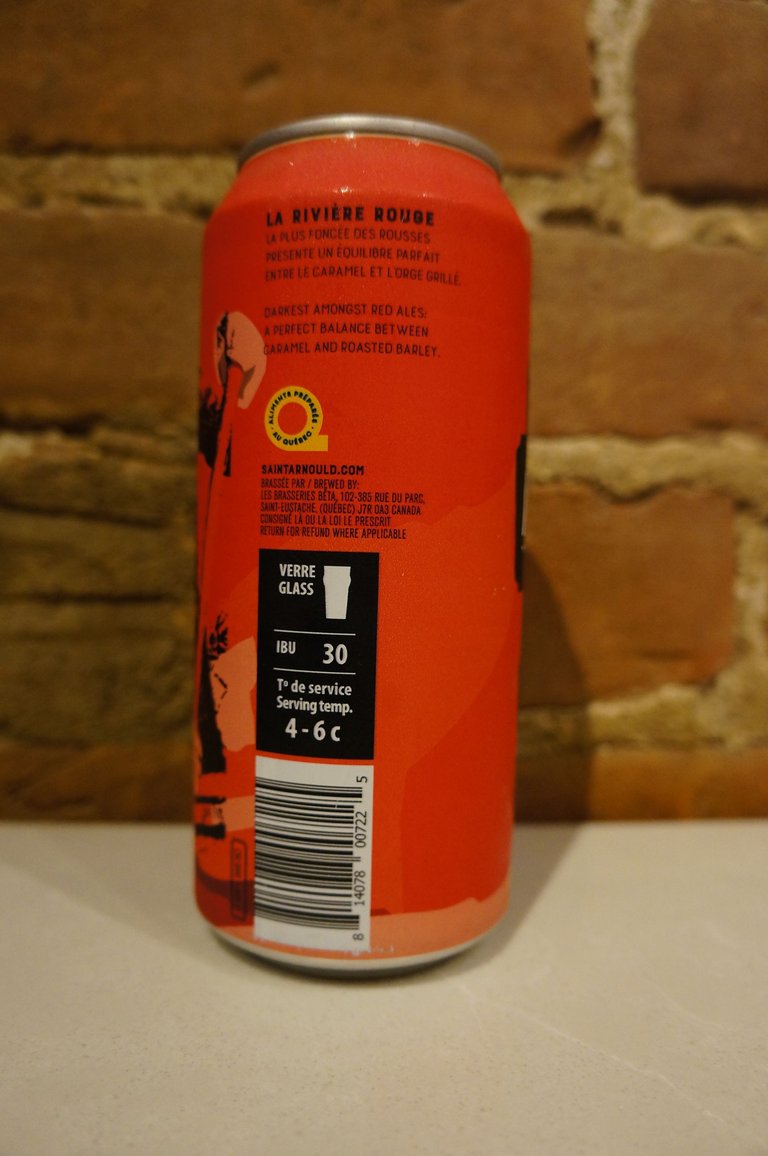 LA RIVIÈRE ROUGE
LA PLUS FONCÉE DES ROUSSES
PRÉSENTE UN ÉQUILIBRE PARFAIT
ENTRE LE CARAMEL ET L'ORGE GRILLÉ.
DARKEST AMONGST RED ALES:
A PERFECT BALANCE BETWEEN
CARAMEL AND ROASTED BARLEY.
ALIMENTS PRÉPARÉS
AU QUÉBEC
SAINTARNOULD.COM
BRASSÉE PAR / BREWED BY:
LES BRASSERIES BÊTA, 102-385 RUE DU PARC,
SAINT-EUSTACHE, (QUÉBEC) J7R 0A3 CANADA
CONSIGNÉ LÀ OU LA LOI LE PRESCRIT
RETURN FOR REFUND WHERE APPLICABLE
VERRE
GLASS
IBU 30
Tº de service
Serving temp.
4-6 c
8 14078 00722 5